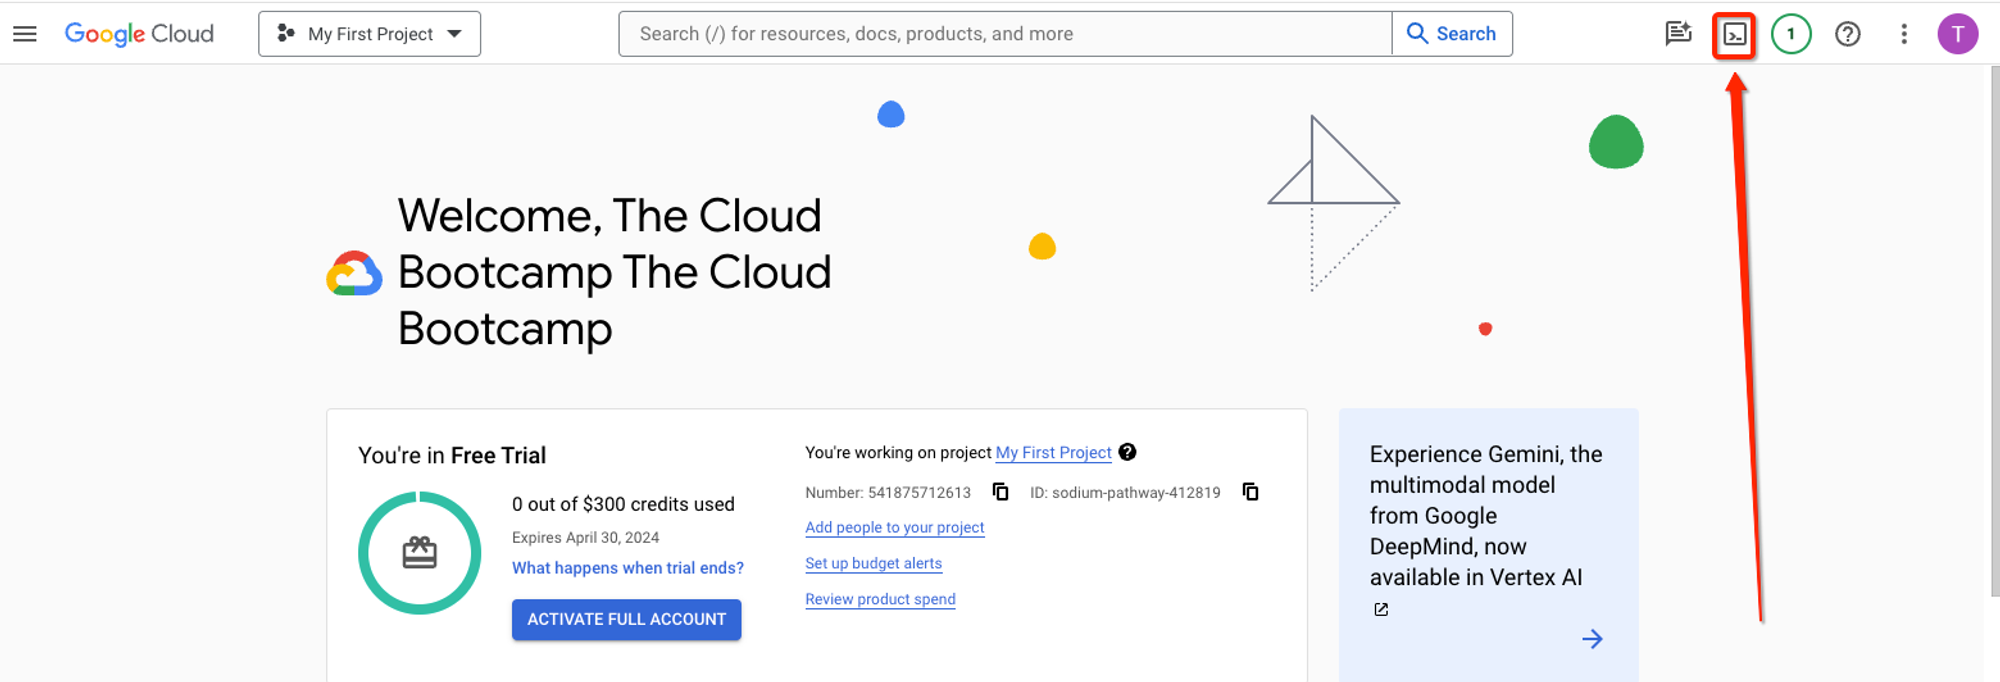 Google Cloud
My First Project
Search (/) for resources, docs, products, and more
Search
1
T
Welcome, The Cloud
Bootcamp The Cloud
Bootcamp
You're in Free Trial
0 out of $300 credits used
Expires April 30, 2024
What happens when trial ends?
ACTIVATE FULL ACCOUNT
You're working on project My First Project
Number: 541875712613
ID: sodium-pathway-412819
Add people to your project
Set up budget alerts
Review product spend
Experience Gemini, the
multimodal model
from Google
DeepMind, now
available in Vertex AI